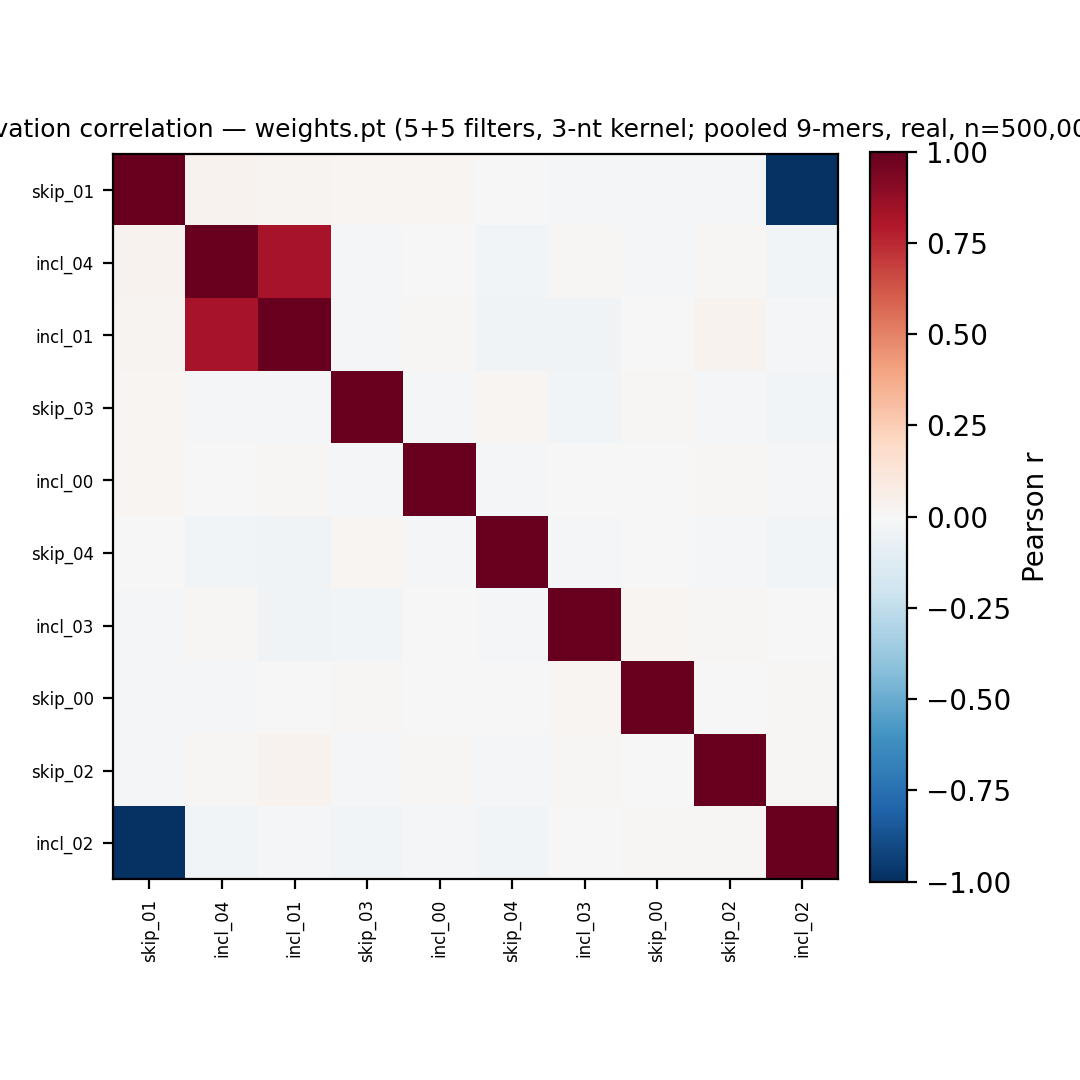 vation correlation — weights.pt (5+5 filters, 3-nt kernel; pooled 9-mers, real, n=500,00
skip_01
incl_04
incl_01
skip_03
incl_00
skip_04
incl_03
skip_00
skip_02
incl_02
skip_01
incl_04
incl_01
skip_03
incl_00
skip_04
incl_03
skip_00
skip_02
incl_02
1.00
0.75
0.50
0.25
0.00
−0.25
−0.50
−0.75
−1.00
Pearson r